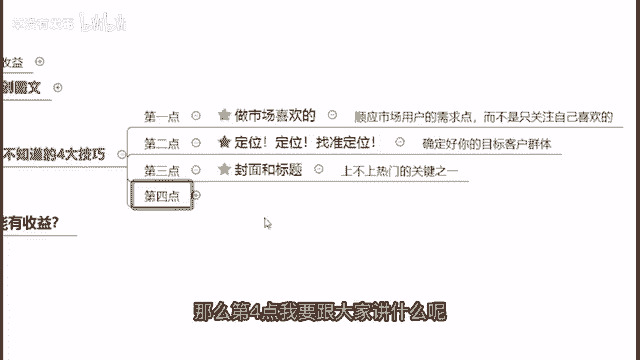 bilibili
收益
创图文
不知道的4大技巧
能有收益?
第一点 做市场喜欢的 顺应市场用户的需求点，而不是只关注自己喜欢的
第二点 定位！定位！找准定位！ 确定好你的目标客户群体
第三点 封面和标题 上不上热门的关键之一
第四点
那么第4点我要跟大家讲什么呢